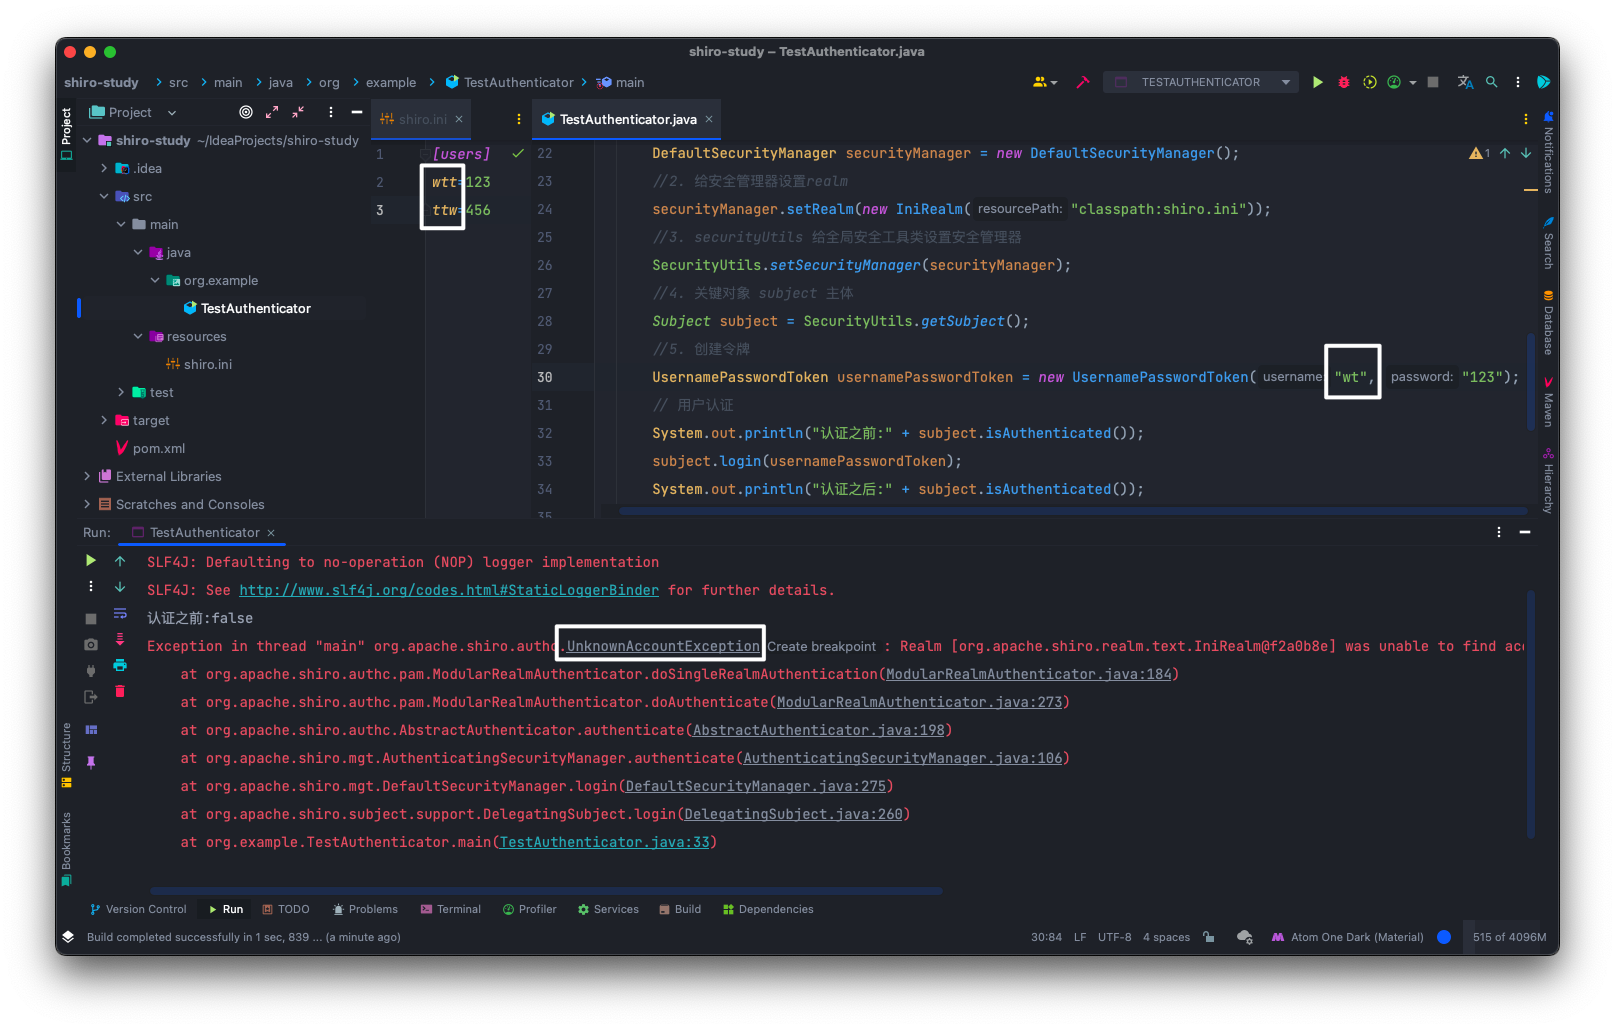 shiro-study – TestAuthenticator.java
shiro-study > src > main > java > org > example > TestAuthenticator > main
TESTAUTHENTICATOR
Project
Project
shiro.ini
TestAuthenticator.java
shiro-study ~/IdeaProjects/shiro-study
.idea
src
main
java
org.example
TestAuthenticator
resources
shiro.ini
test
target
pom.xml
External Libraries
Scratches and Consoles
1 [users]
2 wtt=123
3 ttw=456
1
22 DefaultSecurityManager securityManager = new DefaultSecurityManager();
23 //2. 给安全管理器设置realm
24 securityManager.setRealm(new IniRealm( resourcePath: "classpath:shiro.ini"));
25 //3. securityUtils 给全局安全工具类设置安全管理器
26 SecurityUtils.setSecurityManager(securityManager);
27 //4. 关键对象 subject 主体
28 Subject subject = SecurityUtils.getSubject();
29 //5. 创建令牌
30 UsernamePasswordToken usernamePasswordToken = new UsernamePasswordToken( username: "wt", password: "123");
31 // 用户认证
32 System.out.println("认证之前:" + subject.isAuthenticated());
33 subject.login(usernamePasswordToken);
34 System.out.println("认证之后:" + subject.isAuthenticated());
35
Notifications
Search
Database
Maven
Hierarchy
Run: TestAuthenticator
SLF4J: Defaulting to no-operation (NOP) logger implementation
SLF4J: See http://www.slf4j.org/codes.html#StaticLoggerBinder for further details.
认证之前:false
Exception in thread "main" org.apache.shiro.authc.UnknownAccountException Create breakpoint : Realm [org.apache.shiro.realm.text.IniRealm@f2a0b8e] was unable to find acc
at org.apache.shiro.authc.pam.ModularRealmAuthenticator.doSingleRealmAuthentication(ModularRealmAuthenticator.java:184)
at org.apache.shiro.authc.pam.ModularRealmAuthenticator.doAuthenticate(ModularRealmAuthenticator.java:273)
at org.apache.shiro.authc.AbstractAuthenticator.authenticate(AbstractAuthenticator.java:198)
at org.apache.shiro.mgt.AuthenticatingSecurityManager.authenticate(AuthenticatingSecurityManager.java:106)
at org.apache.shiro.mgt.DefaultSecurityManager.login(DefaultSecurityManager.java:275)
at org.apache.shiro.subject.support.DelegatingSubject.login(DelegatingSubject.java:260)
at org.example.TestAuthenticator.main(TestAuthenticator.java:33)
Structure
Bookmarks
Version Control Run TODO Problems Terminal Profiler Services Build Dependencies
Build completed successfully in 1 sec, 839 ... (a minute ago)
30:84 LF UTF-8 4 spaces Atom One Dark (Material) 515 of 4096M